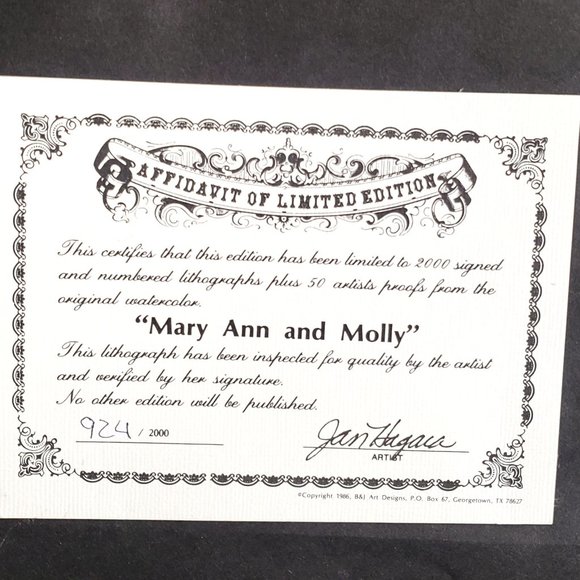 AFFIDAVIT OF LIMITED EDITION
This certifies that this edition has been limited to 2000 signed
and numbered lithographs plus 50 artists proofs from the
original watercolor.
"Mary Ann and Molly"
This lithograph has been inspected for quality by the artist
and verified by her signature.
No other edition will be published.
924 / 2000
Jan Hagara
ARTIST
©Copyright 1986, B&J Art Designs, P.O. Box 67, Georgetown, TX 78627